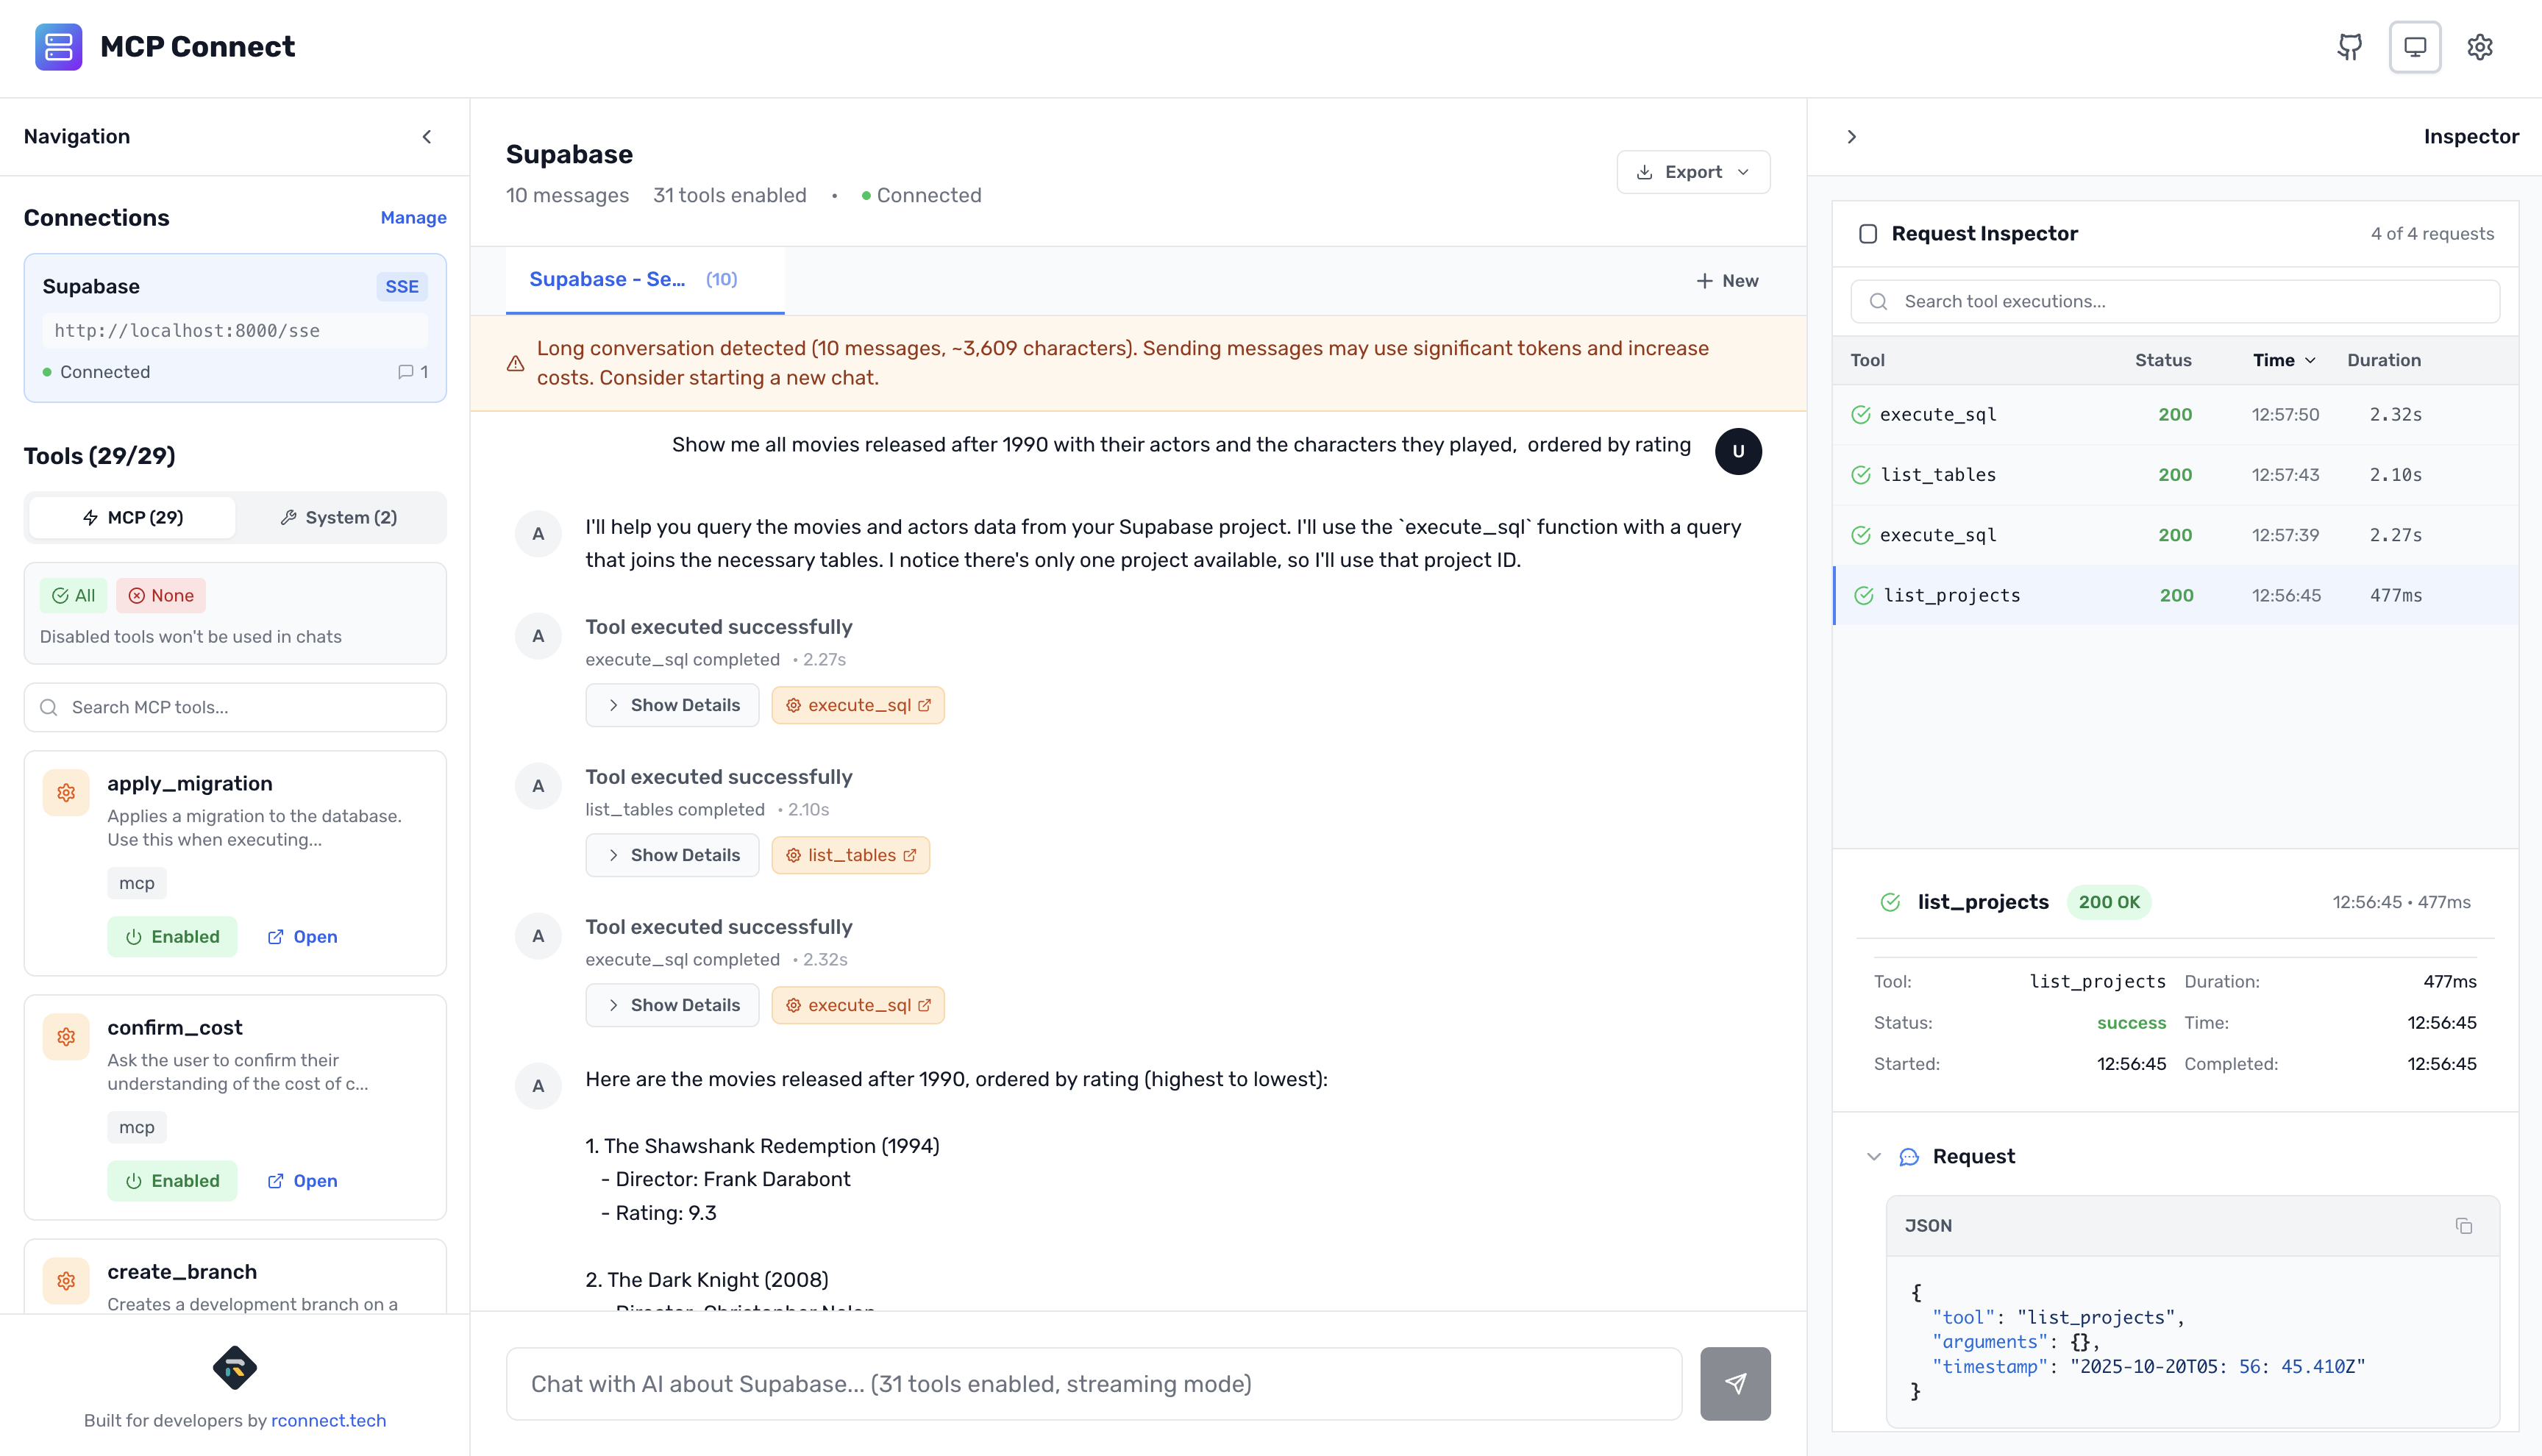 MCP Connect
Navigation
Connections
Manage
Supabase
SSE
http://localhost:8000/sse
Connected
1
Tools (29/29)
MCP (29)
System (2)
All
None
Disabled tools won't be used in chats
Search MCP tools...
apply_migration
Applies a migration to the database.
Use this when executing...
mcp
Enabled
Open
confirm_cost
Ask the user to confirm their
understanding of the cost of c...
mcp
Enabled
Open
create_branch
Creates a development branch on a
Built for developers by rconnect.tech
Supabase
10 messages
31 tools enabled
•
Connected
Export
Supabase - Se...
(10)
New
Long conversation detected (10 messages, ~3,609 characters). Sending messages may use significant tokens and increase
costs. Consider starting a new chat.
Show me all movies released after 1990 with their actors and the characters they played,  ordered by rating
U
A
I'll help you query the movies and actors data from your Supabase project. I'll use the `execute_sql` function with a query
that joins the necessary tables. I notice there's only one project available, so I'll use that project ID.
A
Tool executed successfully
execute_sql completed • 2.27s
Show Details
execute_sql
A
Tool executed successfully
list_tables completed • 2.10s
Show Details
list_tables
A
Tool executed successfully
execute_sql completed • 2.32s
Show Details
execute_sql
A
Here are the movies released after 1990, ordered by rating (highest to lowest):
1. The Shawshank Redemption (1994)
- Director: Frank Darabont
- Rating: 9.3
2. The Dark Knight (2008)
- Director: Christopher Nolan
Chat with AI about Supabase... (31 tools enabled, streaming mode)
Inspector
Request Inspector
4 of 4 requests
Search tool executions...
Tool Status Time Duration
execute_sql 200 12:57:50 2.32s
list_tables 200 12:57:43 2.10s
execute_sql 200 12:57:39 2.27s
list_projects 200 12:56:45 477ms
list_projects
200 OK
12:56:45 • 477ms
Tool: list_projects Duration: 477ms
Status: success Time: 12:56:45
Started: 12:56:45 Completed: 12:56:45
Request
JSON
{
"tool": "list_projects",
"arguments": {},
"timestamp": "2025-10-20T05: 56: 45.410Z"
}